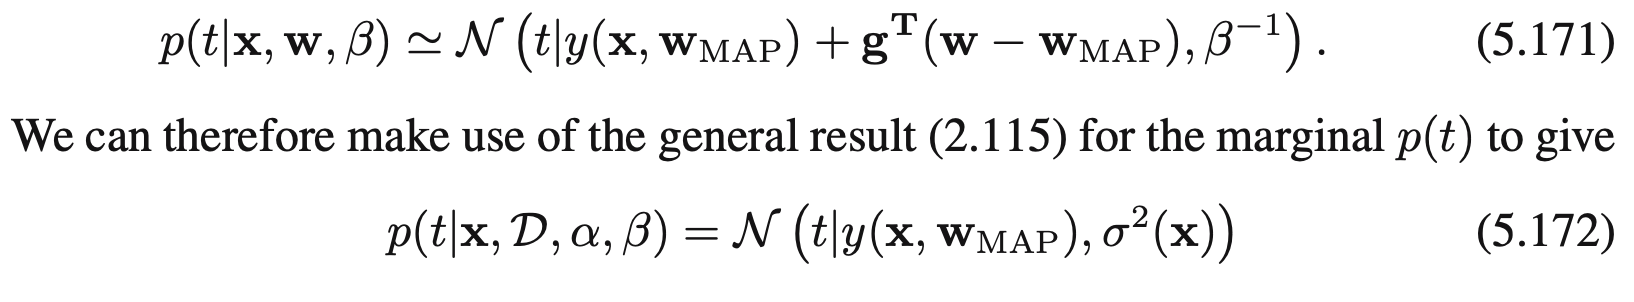 p(t|x, w, β) ≃ N (t|y(x, w_MAP) + g^T(w − w_MAP), β^−1) . (5.171)
We can therefore make use of the general result (2.115) for the marginal p(t) to give
p(t|x, D, α, β) = N (t|y(x, w_MAP), σ^2(x)) (5.172)